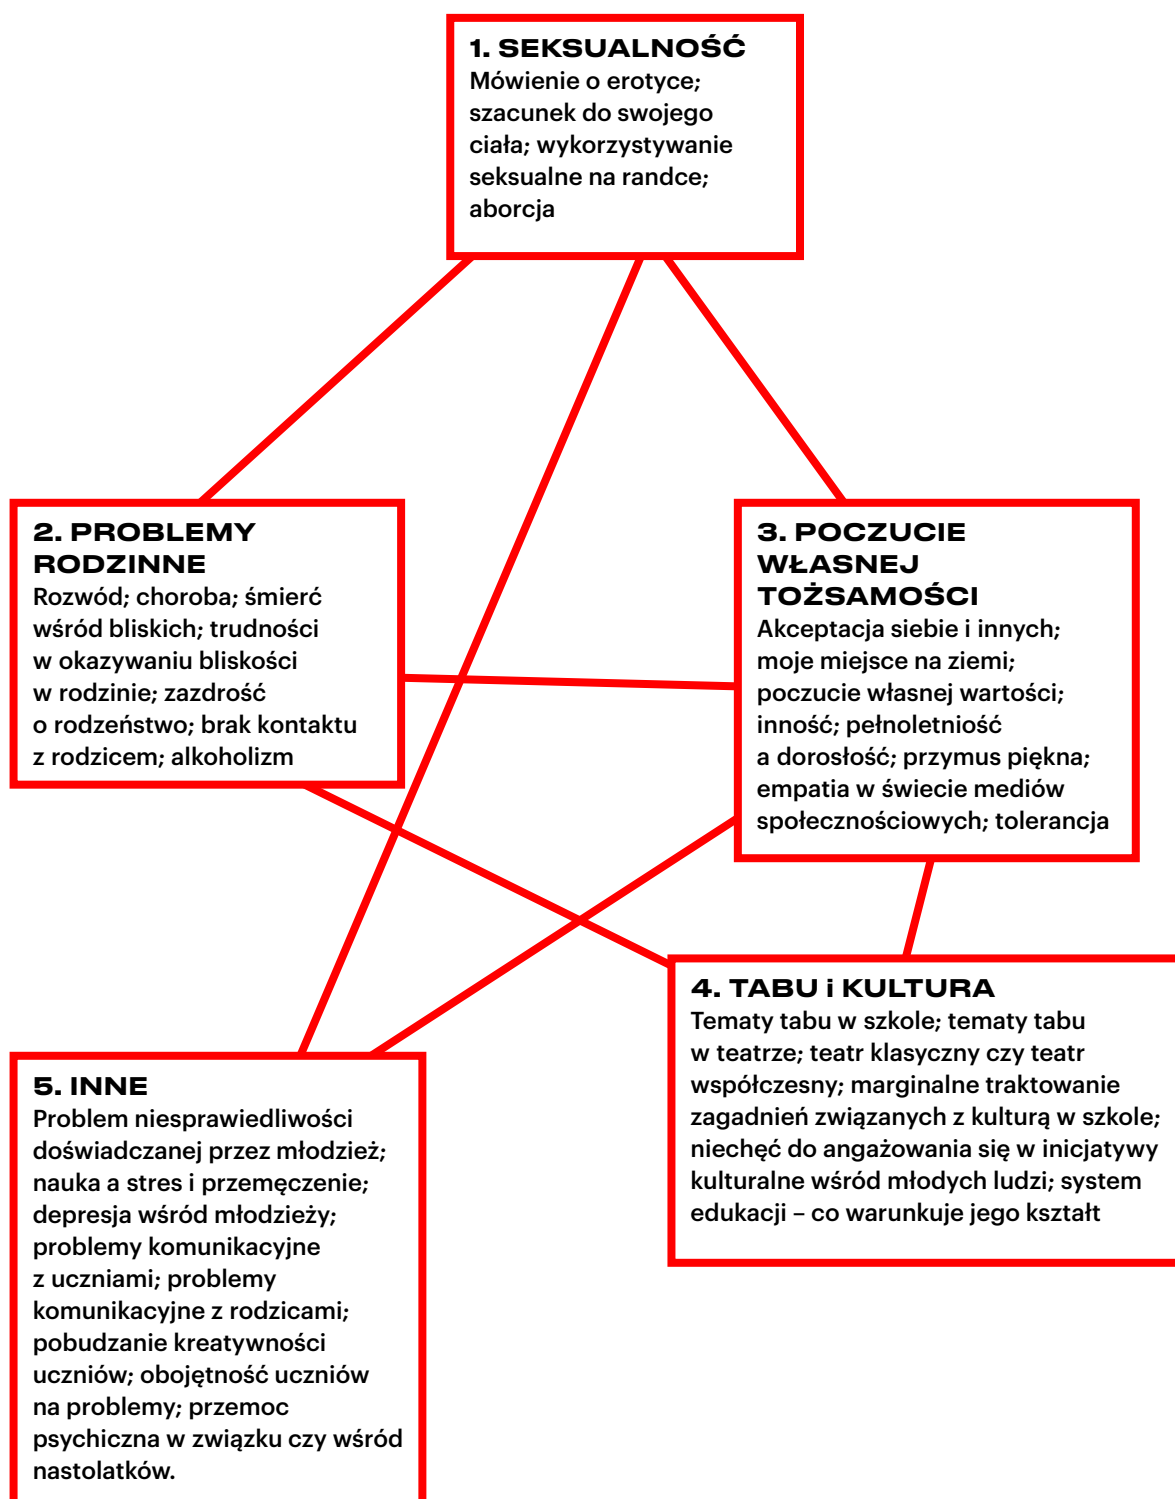 1. SEKSUALNOŚĆ
Mówienie o erotyce;
szacunek do swojego
ciała; wykorzystywanie
seksualne na randce;
aborcja
2. PROBLEMY
RODZINNE
Rozwód; choroba; śmierć
wśród bliskich; trudności
w okazywaniu bliskości
w rodzinie; zazdrość
o rodzeństwo; brak kontaktu
z rodzicem; alkoholizm
3. POCZUCIE
WŁASNEJ
TOŻSAMOŚCI
Akceptacja siebie i innych;
moje miejsce na ziemi;
poczucie własnej wartości;
inność; pełnoletniość
a dorosłość; przymus piękna;
empatia w świecie mediów
społecznościowych; tolerancja
4. TABU i KULTURA
Tematy tabu w szkole; tematy tabu
w teatrze; teatr klasyczny czy teatr
współczesny; marginalne traktowanie
zagadnień związanych z kulturą w szkole;
niechęć do angażowania się w inicjatywy
kulturalne wśród młodych ludzi; system
edukacji – co warunkuje jego kształt
5. INNE
Problem niesprawiedliwości
doświadczanej przez młodzież;
nauka a stres i przemęczenie;
depresja wśród młodzieży;
problemy komunikacyjne
z uczniami; problemy
komunikacyjne z rodzicami;
pobudzanie kreatywności
uczniów; obojętność uczniów
na problemy; przemoc
psychiczna w związku czy wśród
nastolatków.